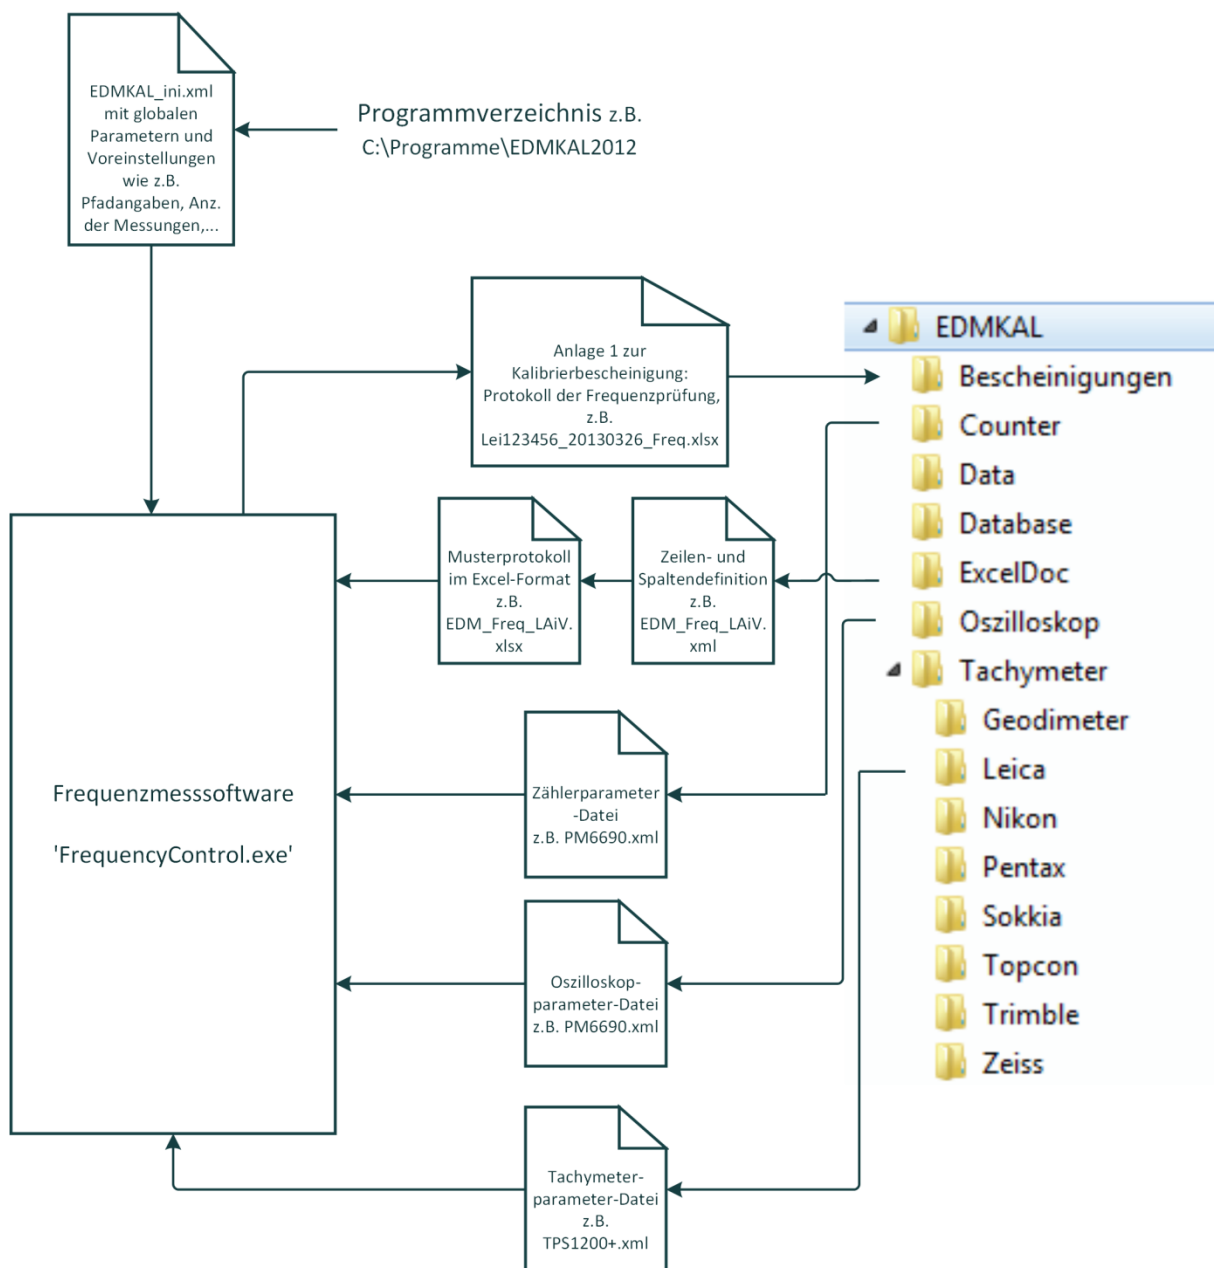 EDMKAL_ini.xml
mit globalen
Parametern und
Voreinstellungen
wie z.B.
Pfadangaben, Anz.
der Messungen,...
Programmverzeichnis z.B.
C:\Programme\EDMKAL2012
Anlage 1 zur
Kalibrierbescheinigung:
Protokoll der Frequenzprüfung,
z.B.
Lei123456_20130326_Freq.xlsx
Musterprotokoll
im Excel-Format
z.B.
EDM_Freq_LAiV.
xlsx
Zeilen- und
Spaltendefinition
z.B.
EDM_Freq_LAiV.
xml
Frequenzmesssoftware
'FrequencyControl.exe'
Zählerparameter
-Datei
z.B. PM6690.xml
Oszilloskop-
parameter-Datei
z.B. PM6690.xml
Tachymeter-
parameter-Datei
z.B.
TPS1200+.xml
EDMKAL
Bescheinigungen
Counter
Data
Database
ExcelDoc
Oszilloskop
Tachymeter
Geodimeter
Leica
Nikon
Pentax
Sokkia
Topcon
Trimble
Zeiss